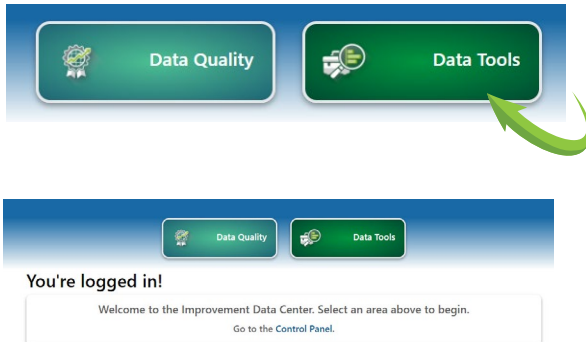 Data Quality
Data Tools
Data Quality
Data Tools
You're logged in!
Welcome to the Improvement Data Center. Select an area above to begin.
Go to the Control Panel.